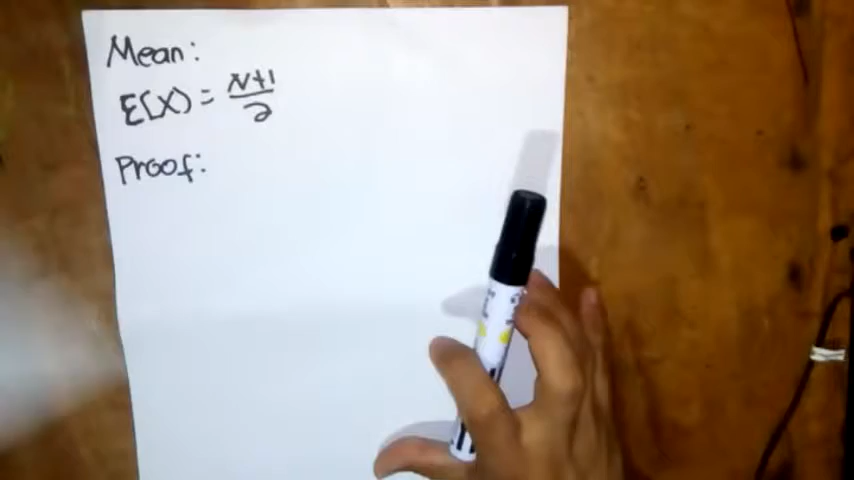 Mean:
E(X) = N+1/2
Proof: